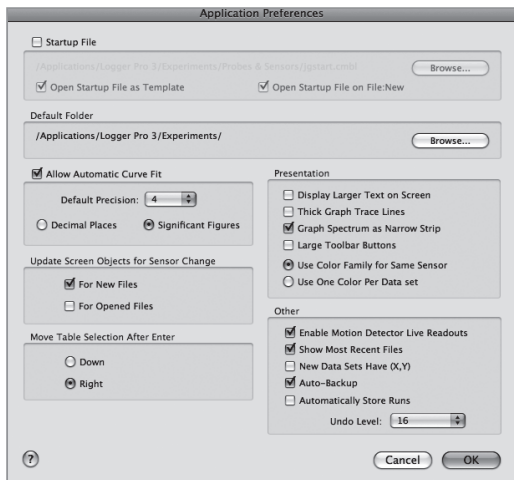 Application Preferences
Startup File
/Applications/Logger Pro 3/Experiments/Probes & Sensors/jgstart.cmbl
Browse...
Open Startup File as Template
Open Startup File on File:New
Default Folder
/Applications/Logger Pro 3/Experiments/
Browse...
Allow Automatic Curve Fit
Default Precision: 4
Decimal Places
Significant Figures
Update Screen Objects for Sensor Change
For New Files
For Opened Files
Move Table Selection After Enter
Down
Right
Presentation
Display Larger Text on Screen
Thick Graph Trace Lines
Graph Spectrum as Narrow Strip
Large Toolbar Buttons
Use Color Family for Same Sensor
Use One Color Per Data set
Other
Enable Motion Detector Live Readouts
Show Most Recent Files
New Data Sets Have (X,Y)
Auto-Backup
Automatically Store Runs
Undo Level: 16
?
Cancel
OK